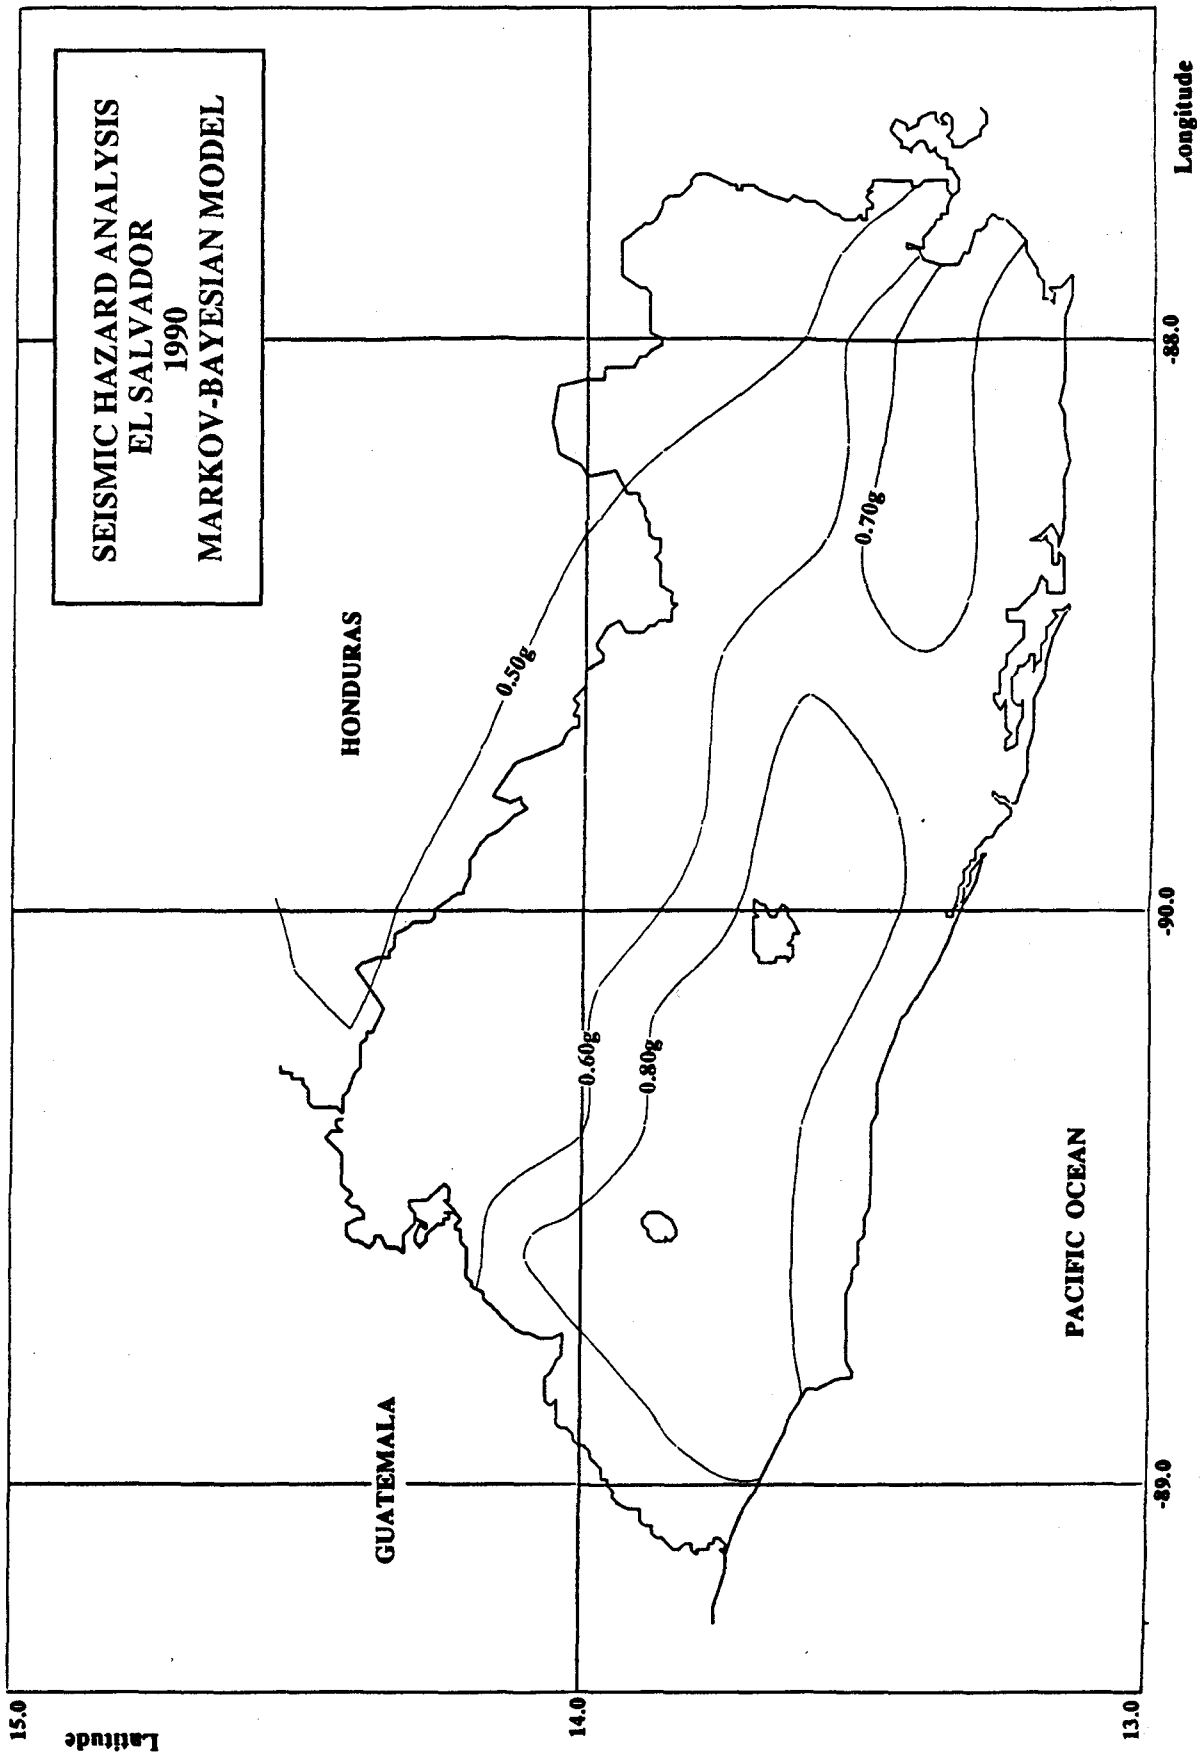 SEISMIC HAZARD ANALYSIS
EL SALVADOR
1990
MARKOV-BAYESIAN MODEL
Latitude
15.0
14.0
13.0
GUATEMALA
HONDURAS
0.50g
0.60g
0.80g
0.70g
PACIFIC OCEAN
-89.0
-90.0
-88.0
Longitude